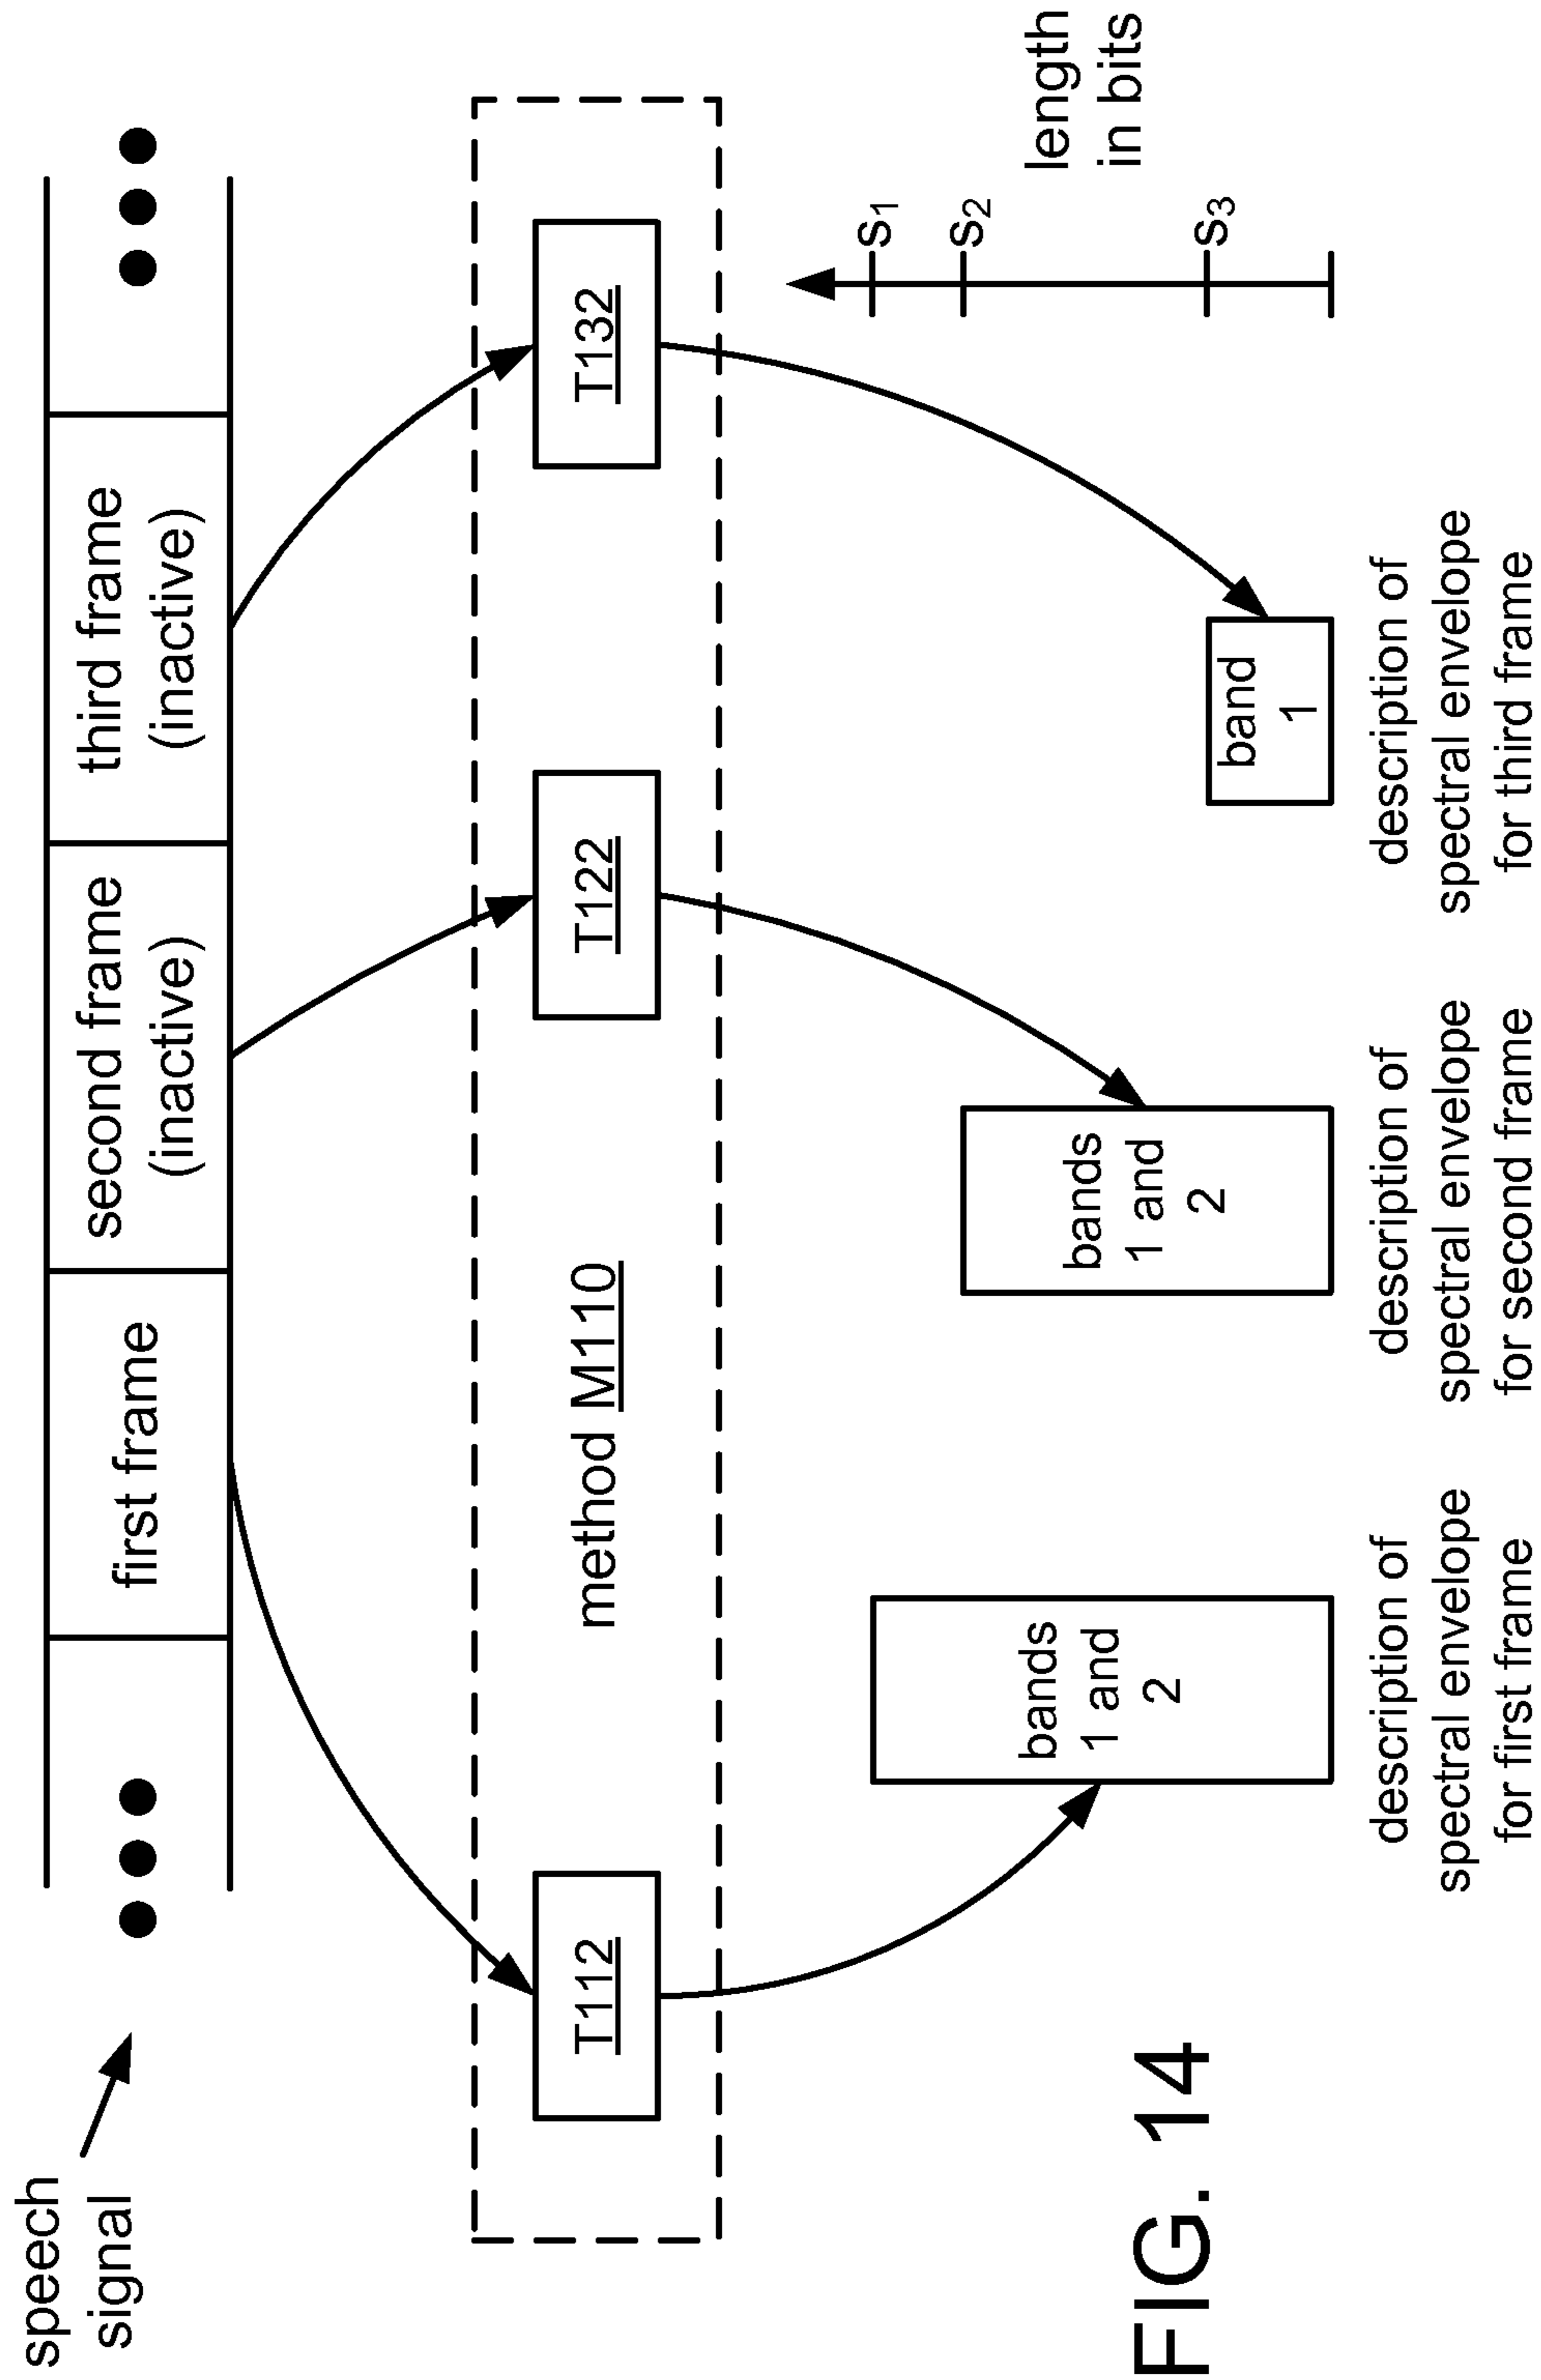 speech
signal
first frame
second frame
(inactive)
third frame
(inactive)
method M110
T112
T122
T132
length
in bits
s1
s2
s3
bands
1 and
2
bands
1 and
2
band
1
description of
spectral envelope
for first frame
description of
spectral envelope
for second frame
description of
spectral envelope
for third frame
FIG. 14